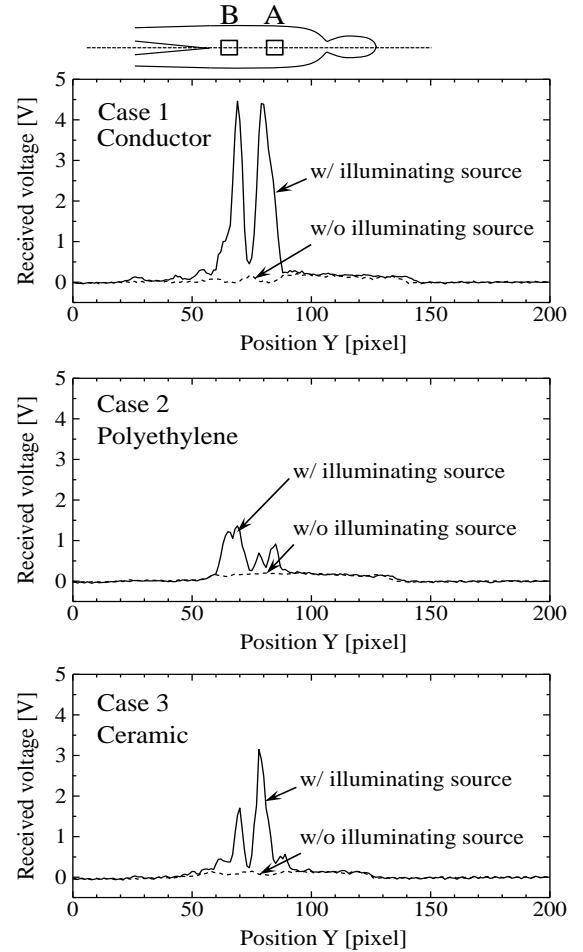 B A
5
4
3
2
1
0
Received voltage [V]
Case 1
Conductor
w/ illuminating source
w/o illuminating source
0 50 100 150 200
Position Y [pixel]
5
4
3
2
1
0
Received voltage [V]
Case 2
Polyethylene
w/ illuminating source
w/o illuminating source
0 50 100 150 200
Position Y [pixel]
5
4
3
2
1
0
Received voltage [V]
Case 3
Ceramic
w/ illuminating source
w/o illuminating source
0 50 100 150 200
Position Y [pixel]